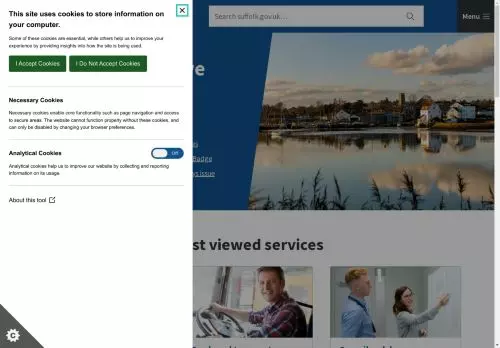 This site uses cookies to store information on
your computer.
Some of these cookies are essential, while others help us to improve your
experience by providing insights into how the site is being used.
I Accept Cookies
I Do Not Accept Cookies
Necessary Cookies
Necessary cookies enable core functionality such as page navigation and access
to secure areas. The website cannot function properly without these cookies, and
can only be disabled by changing your browser preferences.
Analytical Cookies
Off
Analytical cookies help us to improve our website by collecting and reporting
information on its usage.
About this tool
Search suffolk.gov.uk…
Menu
issue
st viewed services